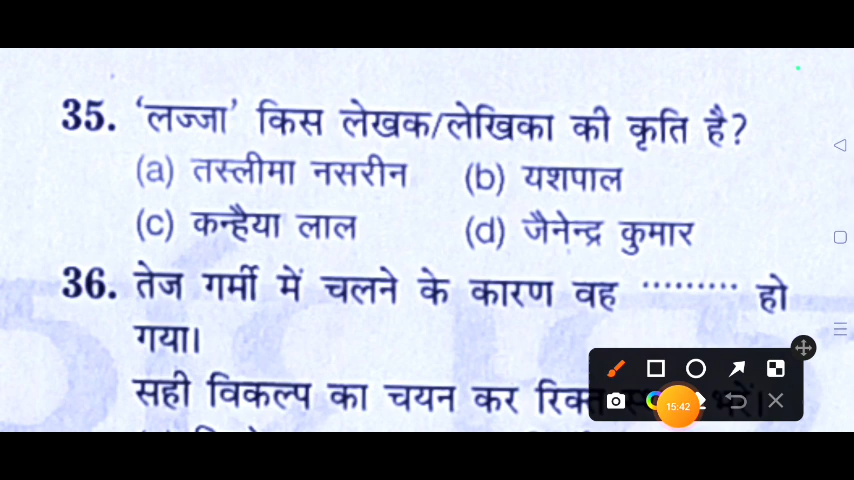 35. 'लज्जा' किस लेखक/लेखिका की कृति है?
(a) तस्लीमा नसरीन (b) यशपाल
(c) कन्हैया लाल (d) जैनेन्द्र कुमार
36. तेज गर्मी में चलने के कारण वह ········· हो
गया।
सही विकल्प का चयन कर रिक्त
15:42